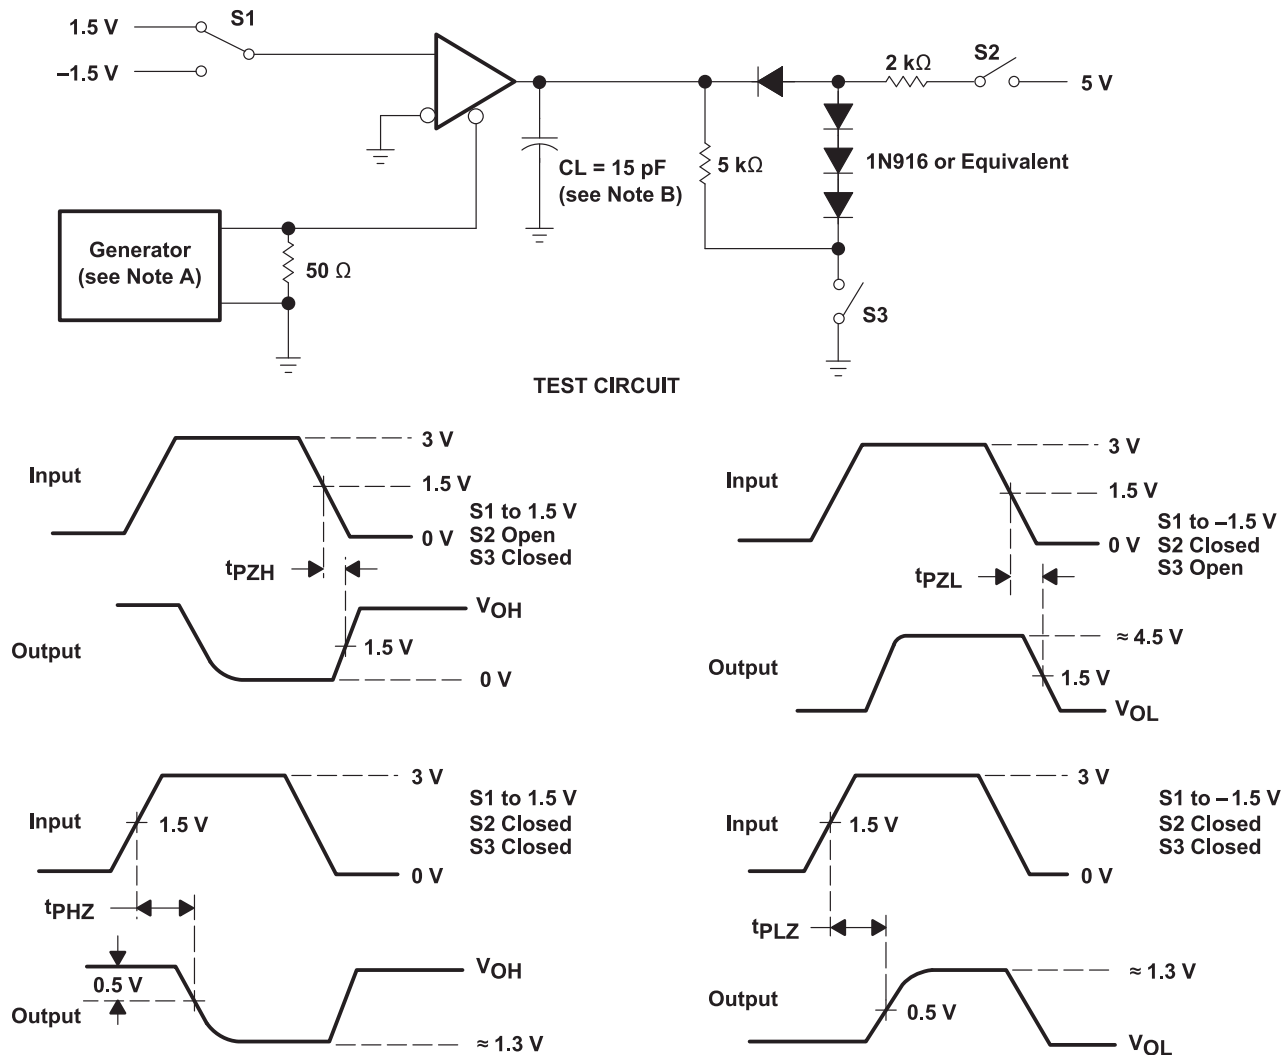 1.5 V
S1
–1.5 V
2 kΩ
S2
5 V
CL = 15 pF
(see Note B)
5 kΩ
1N916 or Equivalent
Generator
(see Note A)
50 Ω
S3
TEST CIRCUIT
Input
3 V
1.5 V
0 V
S1 to 1.5 V
S2 Open
S3 Closed
tPZH
Output
VOH
1.5 V
0 V
Input
3 V
1.5 V
0 V
S1 to –1.5 V
S2 Closed
S3 Open
tPZL
Output
≈ 4.5 V
1.5 V
VOL
Input
3 V
1.5 V
0 V
S1 to 1.5 V
S2 Closed
S3 Closed
tPHZ
0.5 V
Output
VOH
≈ 1.3 V
Input
3 V
1.5 V
0 V
S1 to – 1.5 V
S2 Closed
S3 Closed
tPLZ
Output
≈ 1.3 V
0.5 V
VOL